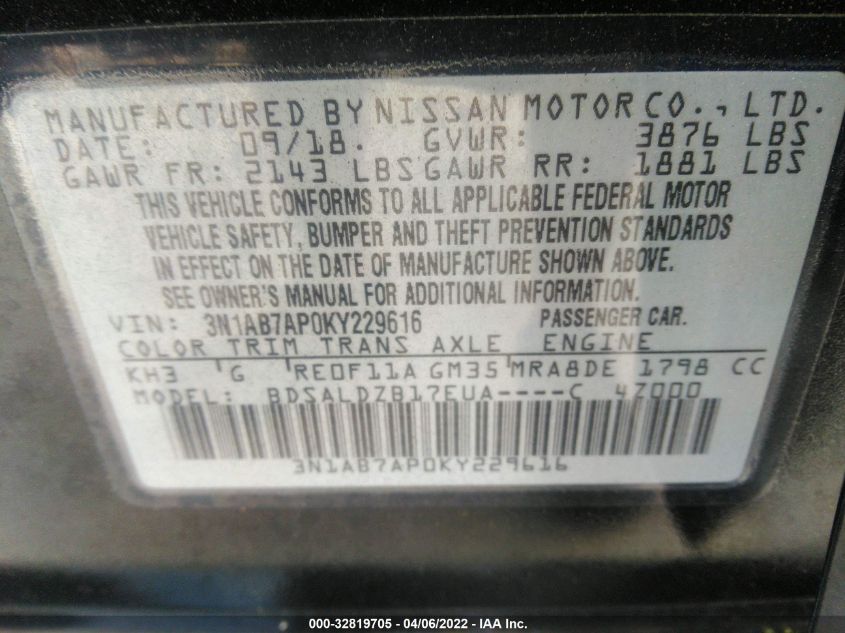 MANUFACTURED BY NISSAN MOTOR CO., LTD.
DATE: 09/18. GVWR: 3876 LBS
GAWR FR: 2143 LBS GAWR RR: 1881 LBS
THIS VEHICLE CONFORMS TO ALL APPLICABLE FEDERAL MOTOR
VEHICLE SAFETY, BUMPER AND THEFT PREVENTION STANDARDS
IN EFFECT ON THE DATE OF MANUFACTURE SHOWN ABOVE.
SEE OWNER'S MANUAL FOR ADDITIONAL INFORMATION.
VIN: 3N1AB7AP0KY229616 PASSENGER CAR.
COLOR TRIM TRANS AXLE ENGINE
KH3 'G 'RE0F11A GM35'MRA8DE 1798 CC
MODEL: BDSALDZB17EUA----C 4Z000
3N1AB7AP0KY229616
000-32819705 - 04/06/2022 - IAA Inc.